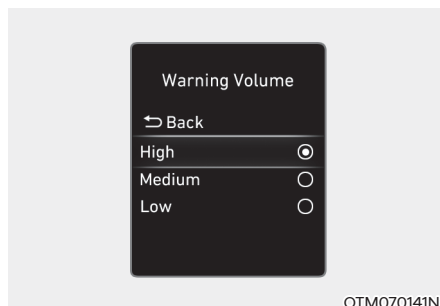 Warning Volume
Back
High
Medium
Low
OTM070141N